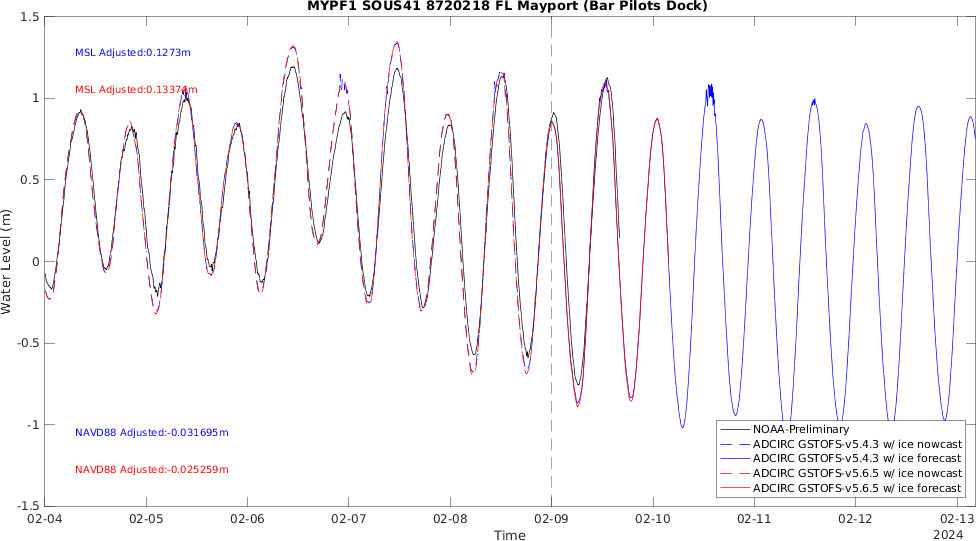 MYPF1 SOUS41 8720218 FL Mayport (Bar Pilots Dock)
1.5
MSL Adjusted:0.1273m
1
0.5
0
-0.5
-1
-1.5
Water Level (m)
NAVD88 Adjusted:-0.031695m
NAVD88 Adjusted:-0.025259m
NOAA-Preliminary
ADCIRC GSTOFS-v5.4.3 w/ ice nowcast
ADCIRC GSTOFS-v5.4.3 w/ ice forecast
ADCIRC GSTOFS-v5.6.5 w/ ice nowcast
ADCIRC GSTOFS-v5.6.5 w/ ice forecast
02-04 02-05 02-06 02-07 02-08 02-09 02-10 02-11 02-12 02-13
Time
2024